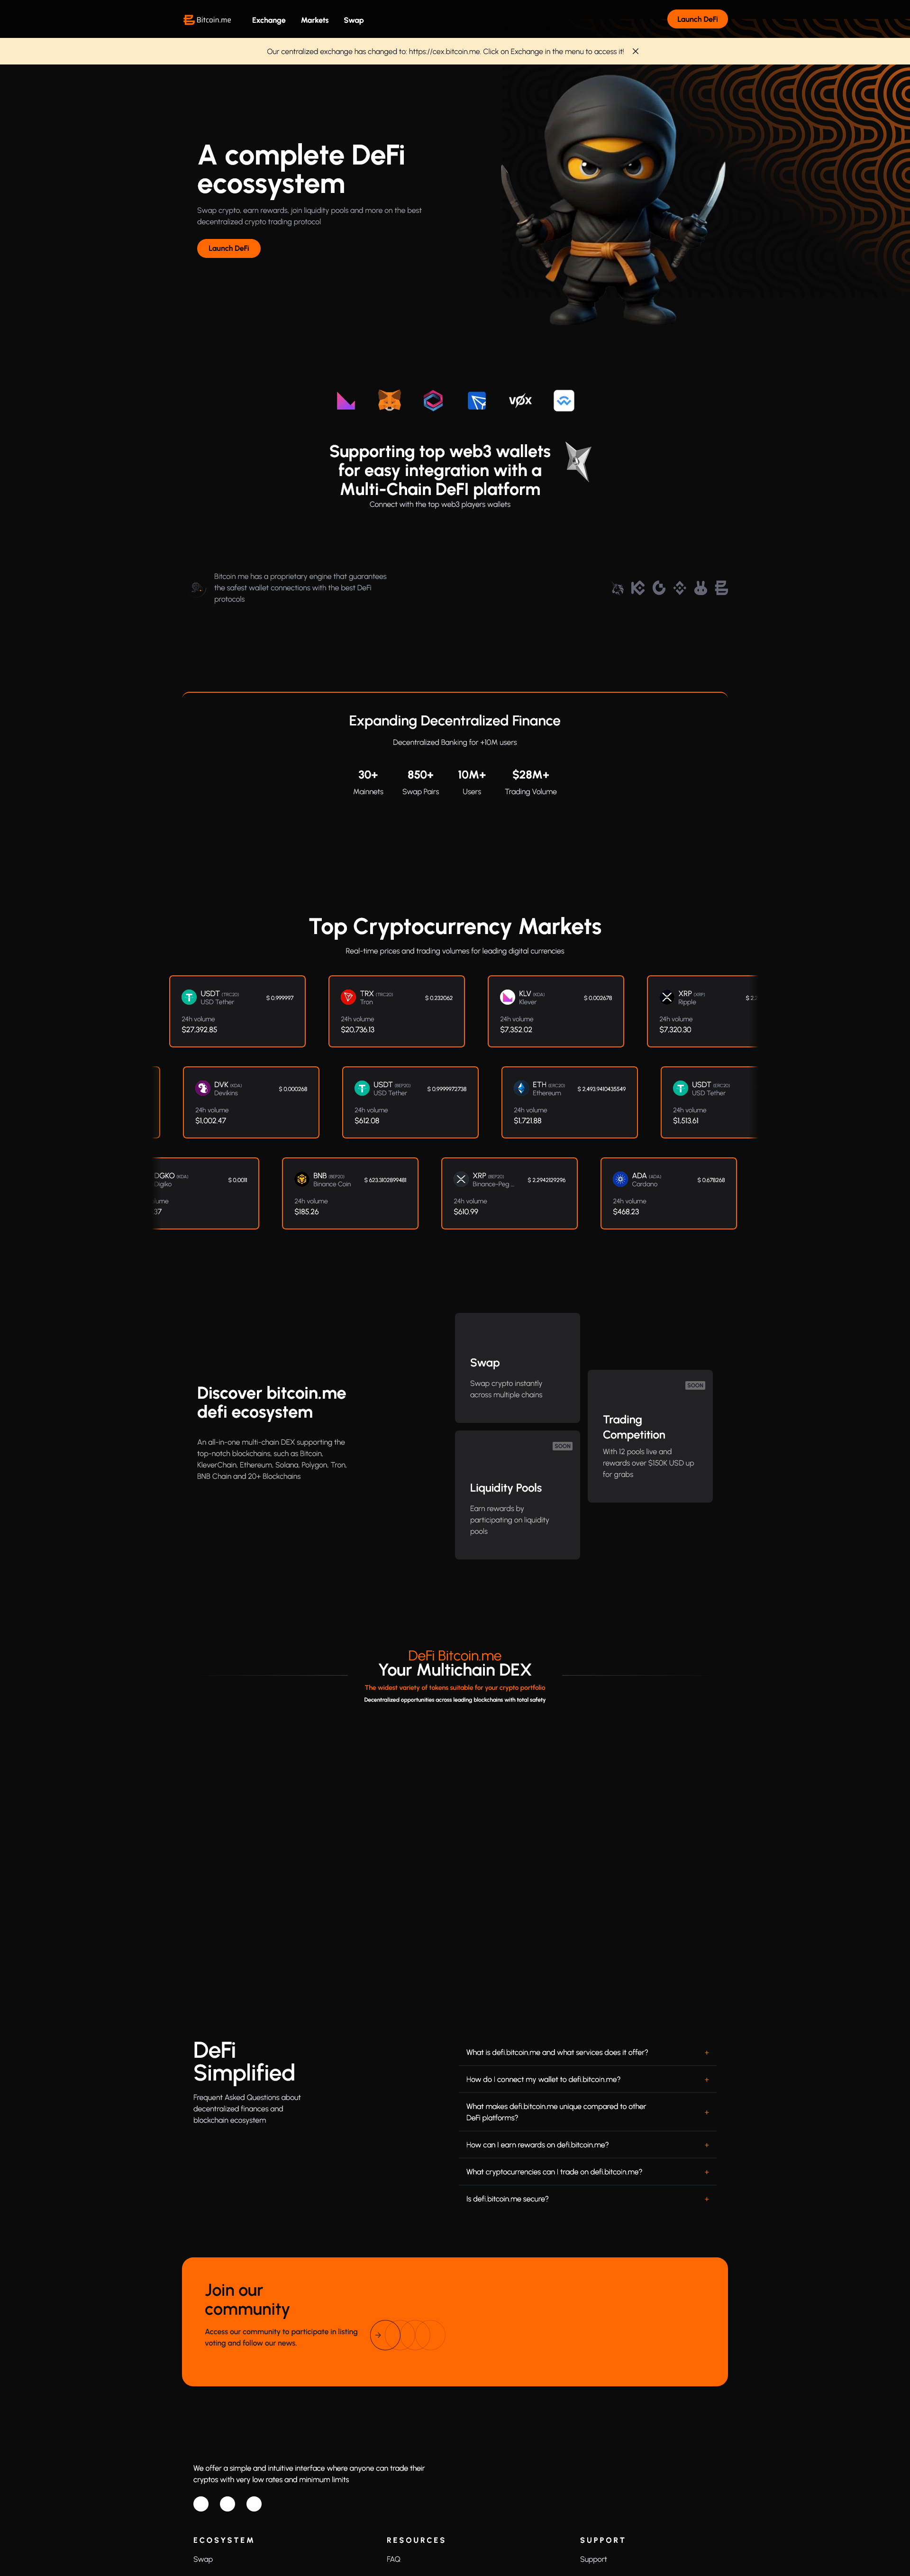 Bitcoin.me
Exchange
Markets
Swap
Launch DeFi
Our centralized exchange has changed to: https://cex.bitcoin.me. Click on Exchange in the menu to access it!
A complete DeFi
ecosystem
Swap crypto, earn rewards, join liquidity pools and more on the best
decentralized crypto trading protocol
Launch DeFi
VOX
Supporting top web3 wallets
for easy integration with a
Multi-Chain DeFI platform
Connect with the top web3 players wallets
Bitcoin me has a proprietary engine that guarantees
the safest wallet connections with the best DeFi
protocols
Expanding Decentralized Finance
Decentralized Banking for +10M users
30+
Mainnets
850+
Swap Pairs
10M+
Users
$28M+
Trading Volume
Top Cryptocurrency Markets
Real-time prices and trading volumes for leading digital currencies
USDT (TRC20)
USD Tether
$ 0.999997
24h volume
$27,392.85
TRX (TRC20)
Tron
$ 0.232062
24h volume
$20,736.13
KLV (KDA)
Klever
$ 0.002678
24h volume
$7,352.02
XRP (XRP)
Ripple
$ 2.
24h volume
$7,320.30
DVK (KDA)
Devikins
$ 0.000268
24h volume
$1,002.47
USDT (BEP20)
USD Tether
$ 0.9999972738
24h volume
$612.08
ETH (ERC20)
Ethereum
$ 2,493.9410435549
24h volume
$1,721.88
USDT (ERC20)
USD Tether
24h volume
$1,513.61
DGKO (KDA)
Digiko
$ 0.0011
ume
37
BNB (BEP20)
Binance Coin
$ 623.3102899481
24h volume
$185.26
XRP (BEP20)
Binance-Peg ...
$ 2.2942129296
24h volume
$610.99
ADA (ADA)
Cardano
$ 0.678268
24h volume
$468.23
Discover bitcoin.me
defi ecosystem
An all-in-one multi-chain DEX supporting the
top-notch blockchains, such as Bitcoin,
KleverChain, Ethereum, Solana, Polygon, Tron,
BNB Chain and 20+ Blockchains
Swap
Swap crypto instantly
across multiple chains
SOON
Liquidity Pools
Earn rewards by
participating on liquidity
pools
SOON
Trading
Competition
With 12 pools live and
rewards over $150K USD up
for grabs
DeFi Bitcoin.me
Your Multichain DEX
The widest variety of tokens suitable for your crypto portfolio
Decentralized opportunities across leading blockchains with total safety
DeFi
Simplified
Frequent Asked Questions about
decentralized finances and
blockchain ecosystem
What is defi.bitcoin.me and what services does it offer?
+
How do I connect my wallet to defi.bitcoin.me?
+
What makes defi.bitcoin.me unique compared to other
DeFi platforms?
+
How can I earn rewards on defi.bitcoin.me?
+
What cryptocurrencies can I trade on defi.bitcoin.me?
+
Is defi.bitcoin.me secure?
+
Join our
community
Access our community to participate in listing
voting and follow our news.
We offer a simple and intuitive interface where anyone can trade their
cryptos with very low rates and minimum limits
ECOSYSTEM
Swap
RESOURCES
FAQ
SUPPORT
Support